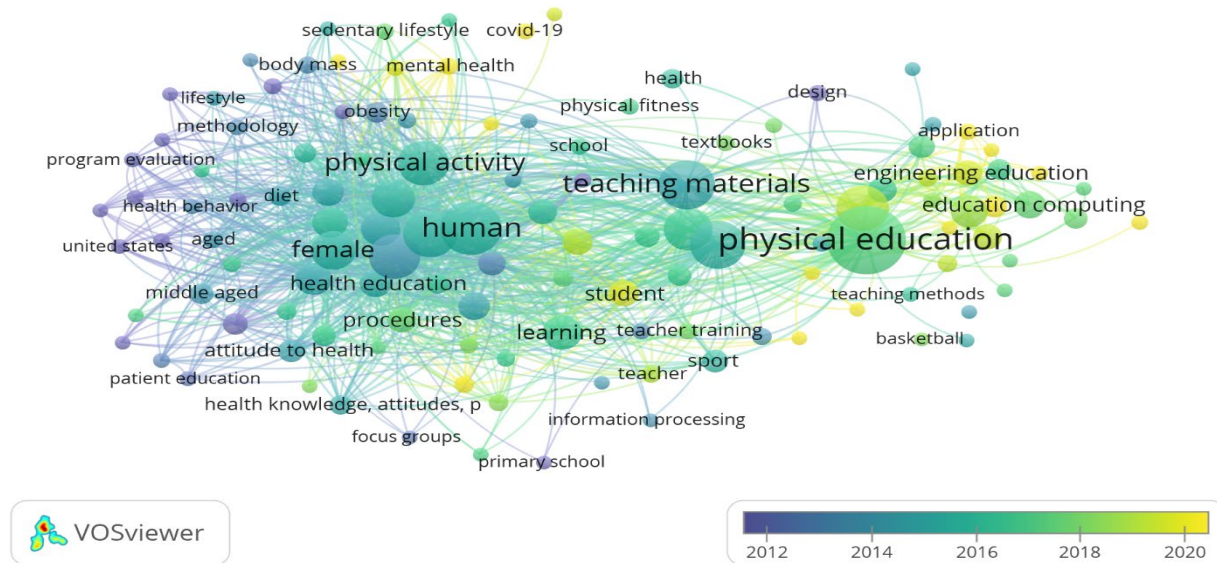 sedentary lifestyle
covid-19
body mass
mental health
health
design
lifestyle
obesity
physical fitness
methodology
textbooks
application
program evaluation
physical activity
school
teaching materials
engineering education
diet
health behavior
education computing
human
physical education
united states
aged
female
health education
middle aged
student
teaching methods
procedures
learning
teacher training
basketball
attitude to health
sport
patient education
teacher
health knowledge, attitudes, p
information processing
focus groups
primary school
VOSviewer
2012 2014 2016 2018 2020